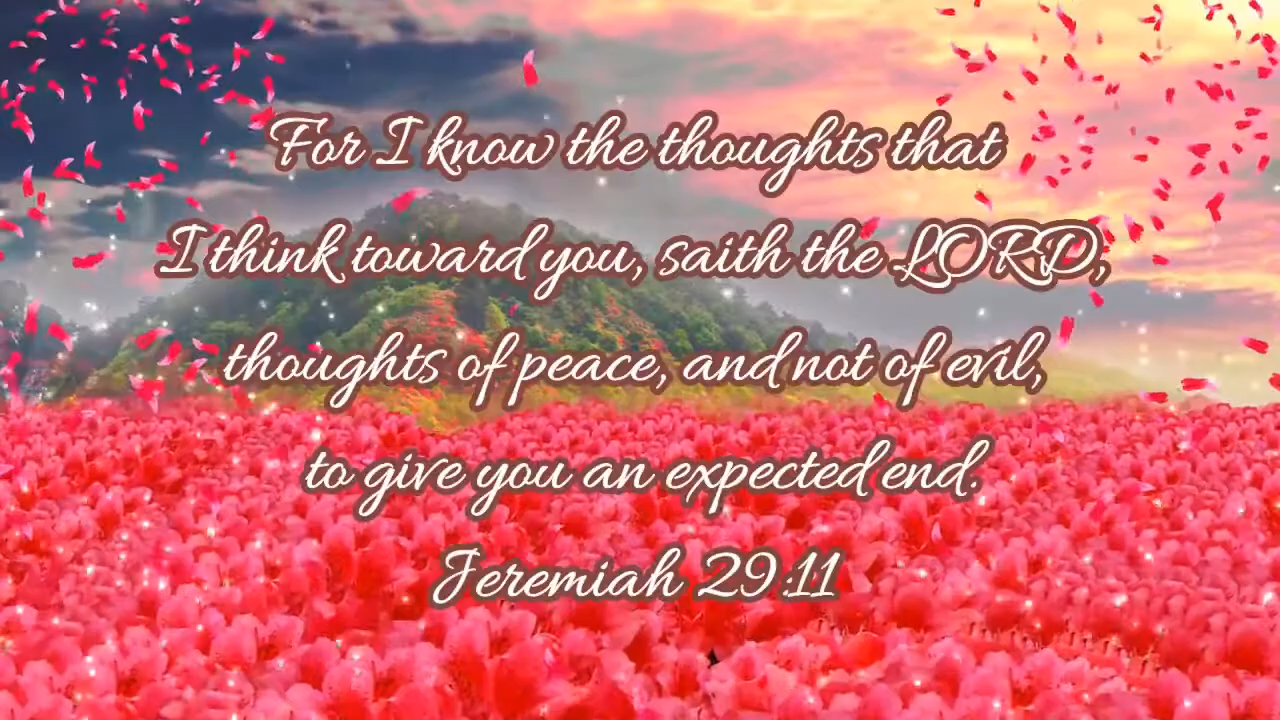 For I know the thoughts that
I think toward you, saith the LORD,
thoughts of peace, and not of evil,
to give you an expected end.
Jeremiah 29:11